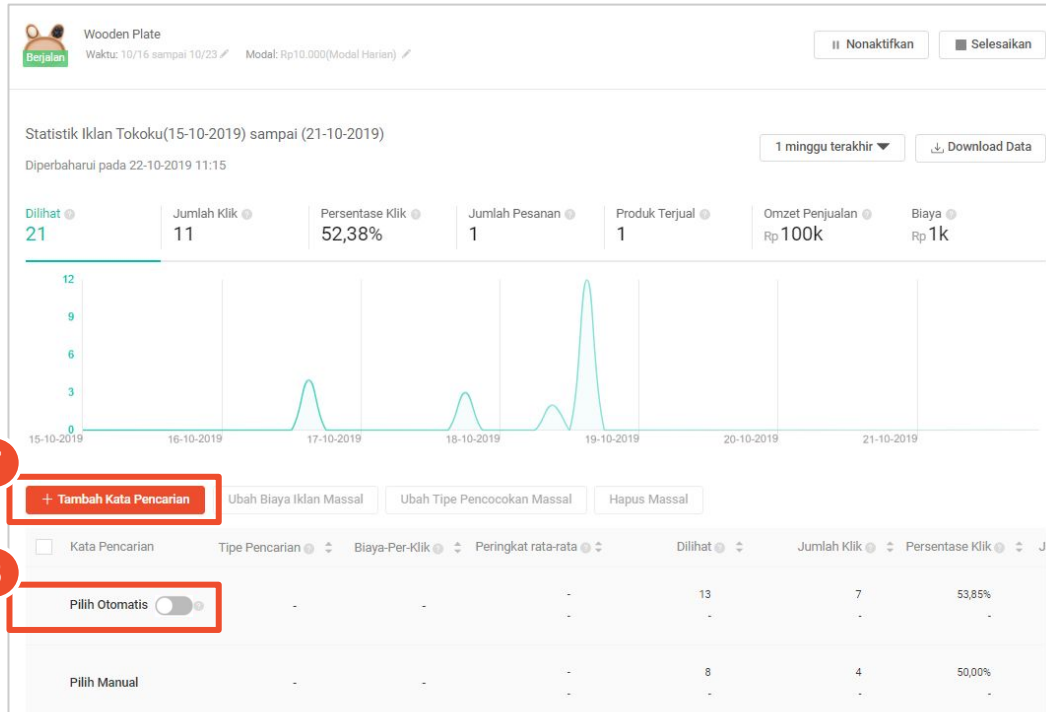 Wooden Plate
Berjalan
Waktu: 10/16 sampai 10/23 Modal: Rp10.000(Modal Harian)
Nonaktifkan Selesaikan
Statistik Iklan Tokoku(15-10-2019) sampai (21-10-2019)
Diperbaharui pada 22-10-2019 11:15
1 minggu terakhir Download Data
Dilihat Jumlah Klik Persentase Klik Jumlah Pesanan Produk Terjual Omzet Penjualan Biaya
21 11 52,38% 1 1 Rp 100k Rp 1k
12
9
6
3
0
15-10-2019 16-10-2019 17-10-2019 18-10-2019 19-10-2019 20-10-2019 21-10-2019
+ Tambah Kata Pencarian Ubah Biaya Iklan Massal Ubah Tipe Pencocokan Massal Hapus Massal
Kata Pencarian Tipe Pencarian Biaya-Per-Klik Peringkat rata-rata Dilihat Jumlah Klik Persentase Klik J
Pilih Otomatis - - - 13 7 53,85%
- - - -
Pilih Manual - - - 8 4 50,00%
- - - -